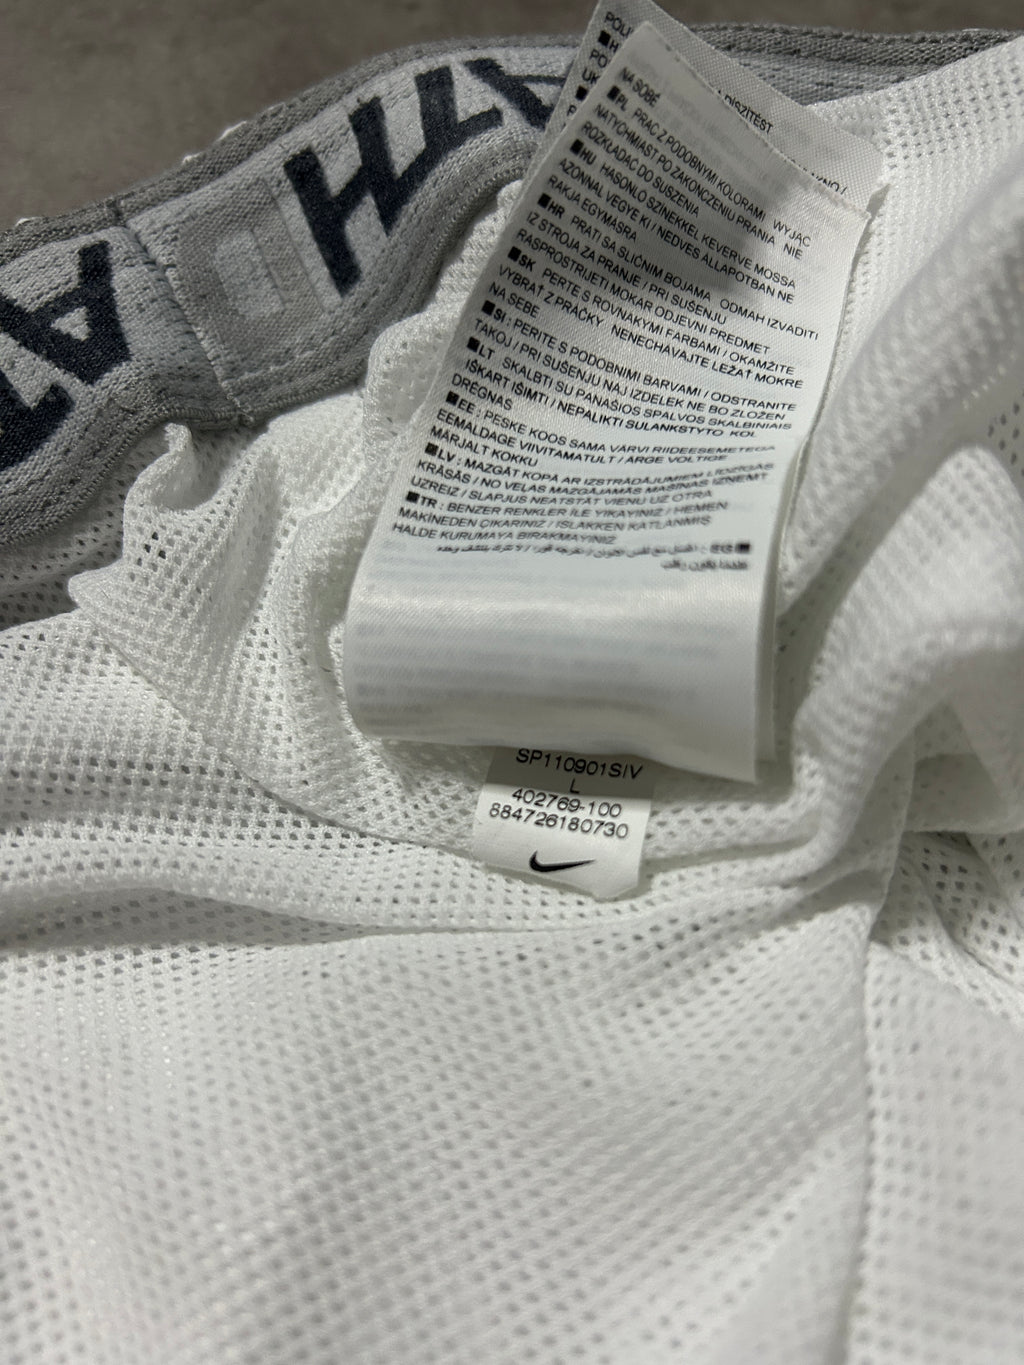 NA SOBĚ
■PL PRAĆ Z PODOBNYMI KOLORAMI WYJĄC
NATYCHMIAST PO ZAKOŃCZENIU PRANIA NIE
ROZKŁADAĆ DO SUSZENIA
■HU HASONLÓ SZÍNEKKEL KEVERVE MOSSA
AZONNAL VEGYE KI / NEDVES ÁLLAPOTBAN NE
RAKJA EGYMÁSRA
■HR PRATI SA SLIČNIM BOJAMA ODMAH IZVADITI
IZ STROJA ZA PRANJE / PRI SUŠENJU
RASPROSTRIJETI MOKAR ODJEVNI PREDMET
■SK PERTE S ROVNAKÝMI FARBAMI / OKAMŽITE
VYBRAŤ Z PRÁČKY NENECHÁVAJTE LEŽAŤ MOKRÉ
NA SEBE
■SI : PERITE S PODOBNIMI BARVAMI / ODSTRANITE
TAKOJ / PRI SUŠENJU NAJ IZDELEK NE BO ZLOŽEN
■LT SKALBTI SU PANAŠIOS SPALVOS SKALBINIAIS
IŠKART IŠIMTI / NEPALIKTI SULANKSTYTO KOL
DRĖGNAS
■EE : PESKE KOOS SAMA VÄRVI RIIDEESEMETEGA
EEMALDAGE VIIVITAMATULT / ÄRGE VOLTIGE
MÄRJALT KOKKU
■LV : MAZGĀT KOPĀ AR IZSTRĀDĀJUMIEM LĪDZĪGĀS
KRĀSĀS / NO VEĻAS MAZGĀJAMĀS MAŠĪNAS IZŅEMT
UZREIZ / SLAPJUS NEATSTĀT VIENU UZ OTRA
■TR : BENZER RENKLER İLE YIKAYINIZ / HEMEN
MAKİNEDEN ÇIKARINIZ / ISLAKKEN KATLANMIŞ
HALDE KURUMAYA BIRAKMAYINIZ
SP110901SIV
L
402769-100
884726180730